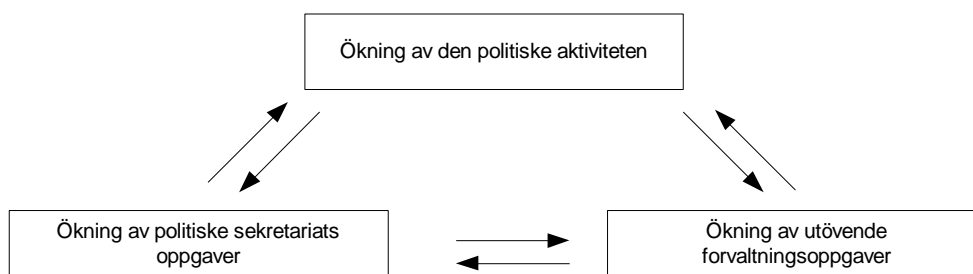 Ökning av den politiske aktiviteten
Ökning av politiske sekretariats
oppgaver
Ökning av utövende
forvaltningsoppgaver